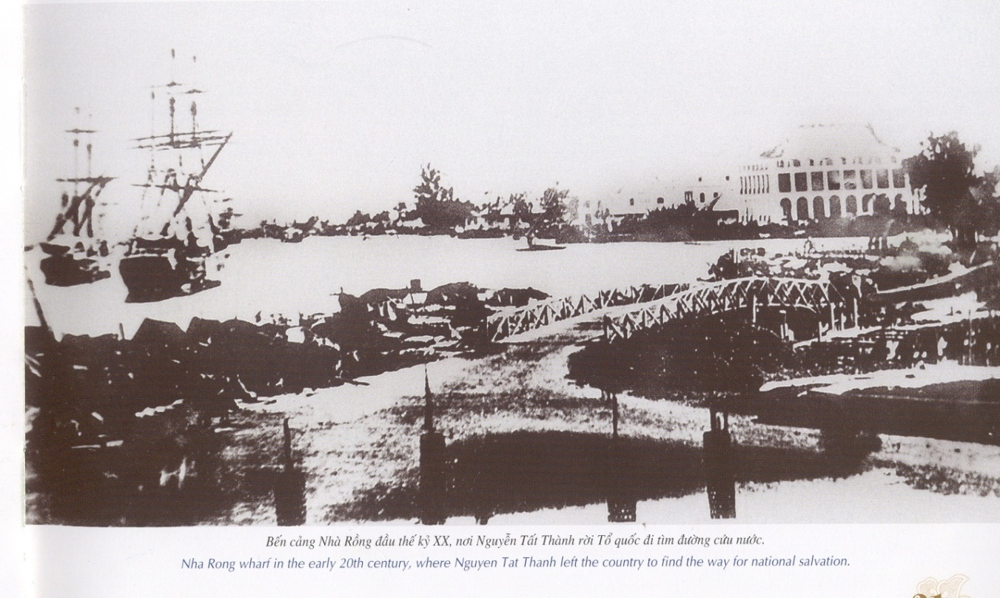 Bến cảng Nhà Rồng đầu thế kỷ XX, nơi Nguyễn Tất Thành rời Tổ quốc đi tìm đường cứu nước.
Nha Rong wharf in the early 20th century, where Nguyen Tat Thanh left the country to find the way for national salvation.